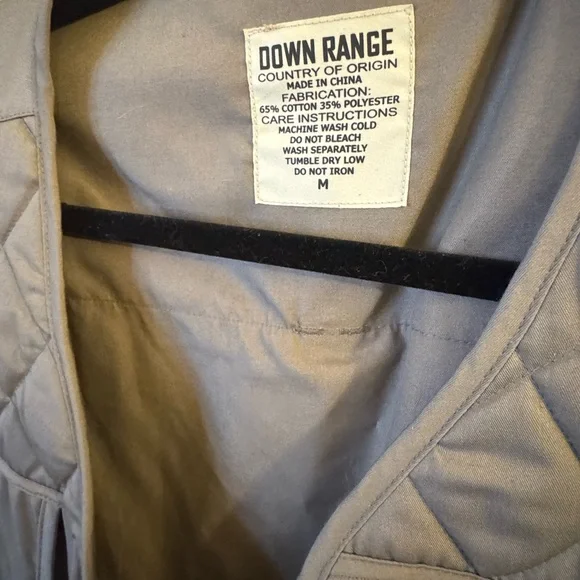 DOWN RANGE
COUNTRY OF ORIGIN
MADE IN CHINA
FABRICATION:
65% COTTON 35% POLYESTER
CARE INSTRUCTIONS
MACHINE WASH COLD
DO NOT BLEACH
WASH SEPARATELY
TUMBLE DRY LOW
DO NOT IRON
M